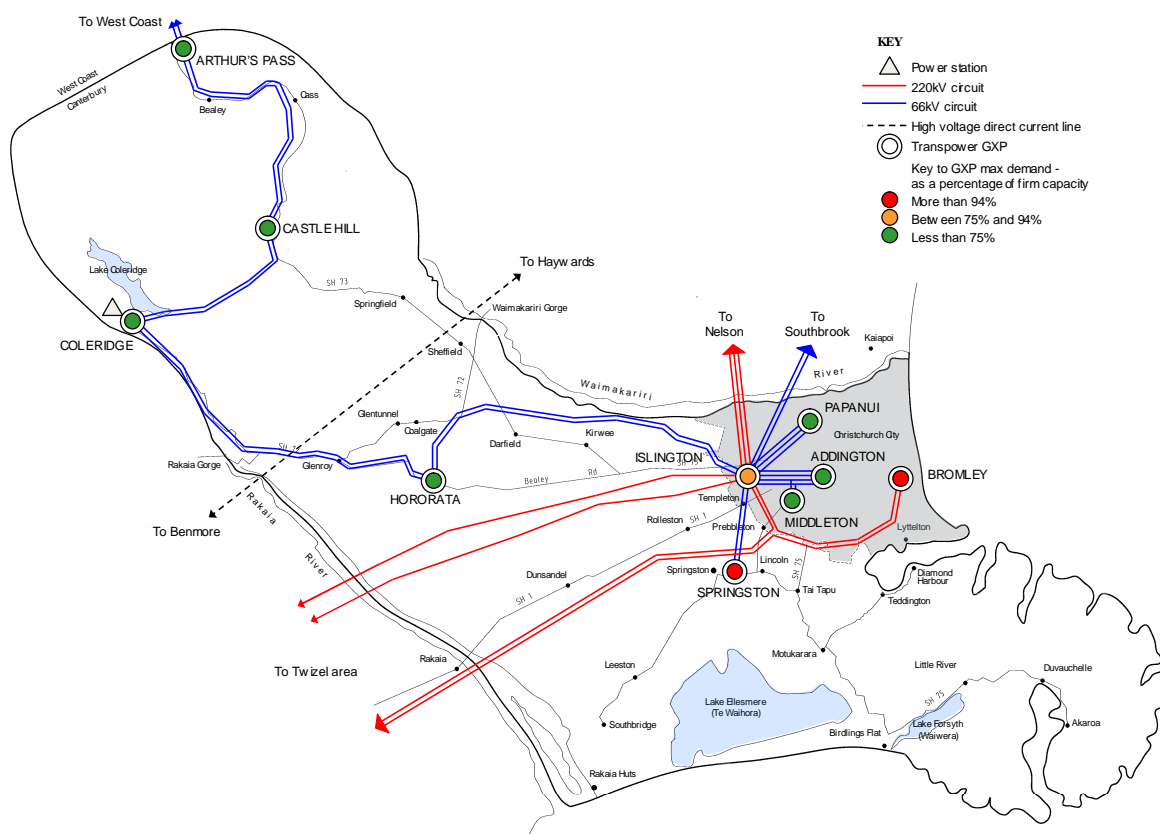 To West Coast
ARTHUR'S PASS
West Coast
Canterbury
Cass
Bealey
CASTLE HILL
Lake Coleridge
SH 73
Springfield
COLERIDGE
To Haywards
Waimakariri Gorge
Sheffield
SH 72
Glentunnel
Coalgate
Darfield
Kirwee
SH 7
Glenroy
Rakaia Gorge
HORORATA
Bealey Rd
SH 73
To Benmore
Rakaia
River
KEY
Power station
220kV circuit
66kV circuit
High voltage direct current line
Transpower GXP
Key to GXP max demand -
as a percentage of firm capacity
More than 94%
Between 75% and 94%
Less than 75%
To
Nelson
To
Southbrook
Kaiapoi
Waimakariri
River
PAPANUI
Christchurch City
ISLINGTON
ADDINGTON
BROMLEY
Templeton
MIDDLETON
Rolleston
SH 1
Prebbleton
Lyttelton
Springston
Lincoln
SH 75
SPRINGSTON
Tai Tapu
Diamond
Harbour
Teddington
Dunsandel
SH 1
Rakaia
To Twizel area
Motukarara
Leeston
Little River
Duvauchelle
SH 75
Lake Ellesmere
(Te Waihora)
Southbridge
Birdlings Flat
Lake Forsyth
(Waiwera)
Akaroa
Rakaia Huts